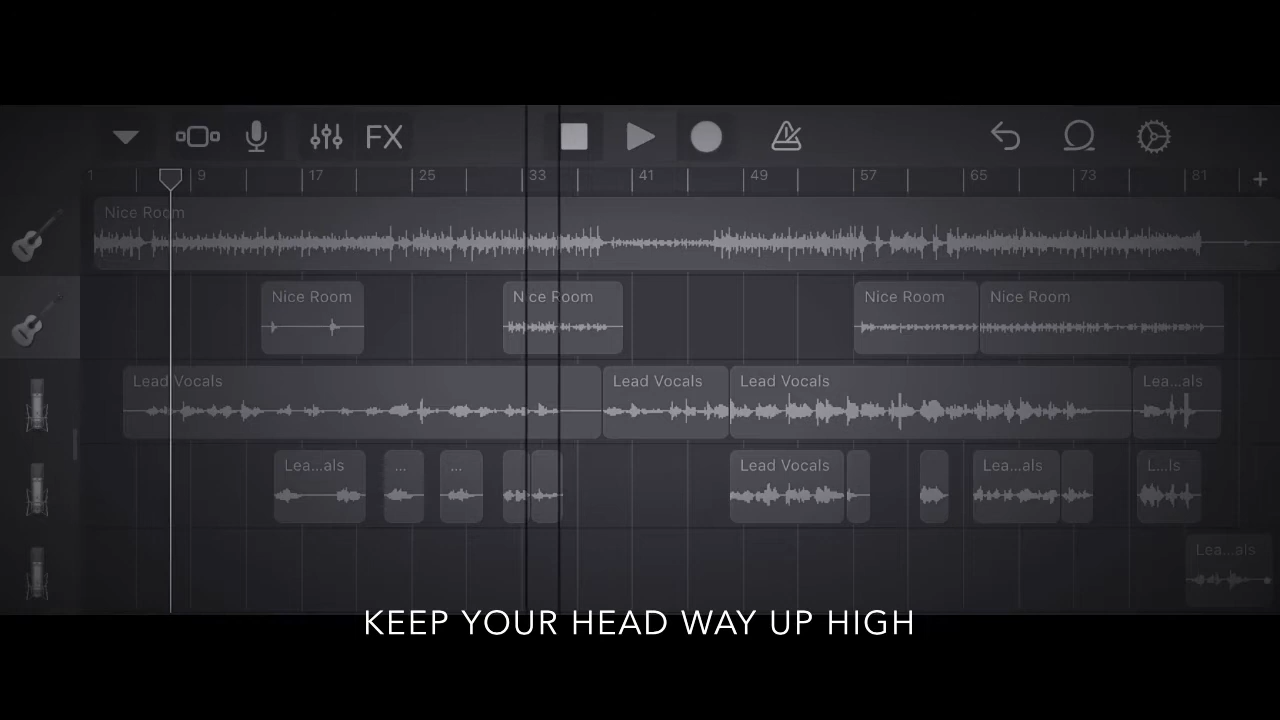 FX
1 9 17 25 33 41 49 57 65 73 81 +
Nice Room
Nice Room Nice Room Nice Room Nice Room
Lead Vocals Lead Vocals Lead Vocals Lea...als
Lea...als ... ... Lead Vocals Lea...als L...ls
Lea...als
KEEP YOUR HEAD WAY UP HIGH